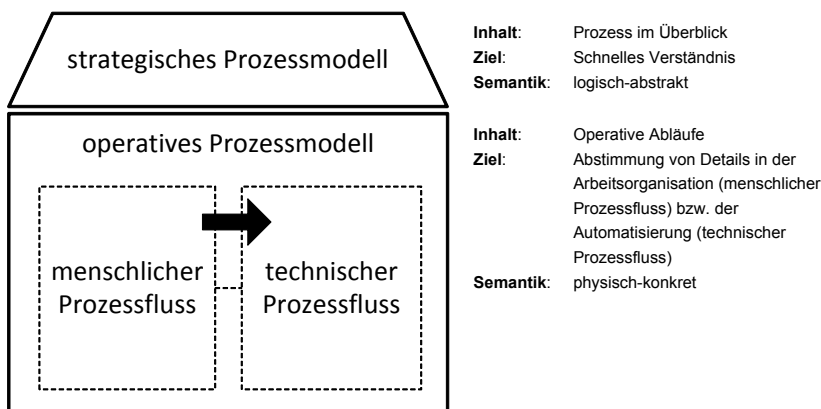 strategisches Prozessmodell
Inhalt: Prozess im Überblick
Ziel: Schnelles Verständnis
Semantik: logisch-abstrakt
operatives Prozessmodell
menschlicher
Prozessfluss
technischer
Prozessfluss
Inhalt: Operative Abläufe
Ziel: Abstimmung von Details in der
Arbeitsorganisation (menschlicher
Prozessfluss) bzw. der
Automatisierung (technischer
Prozessfluss)
Semantik: physisch-konkret